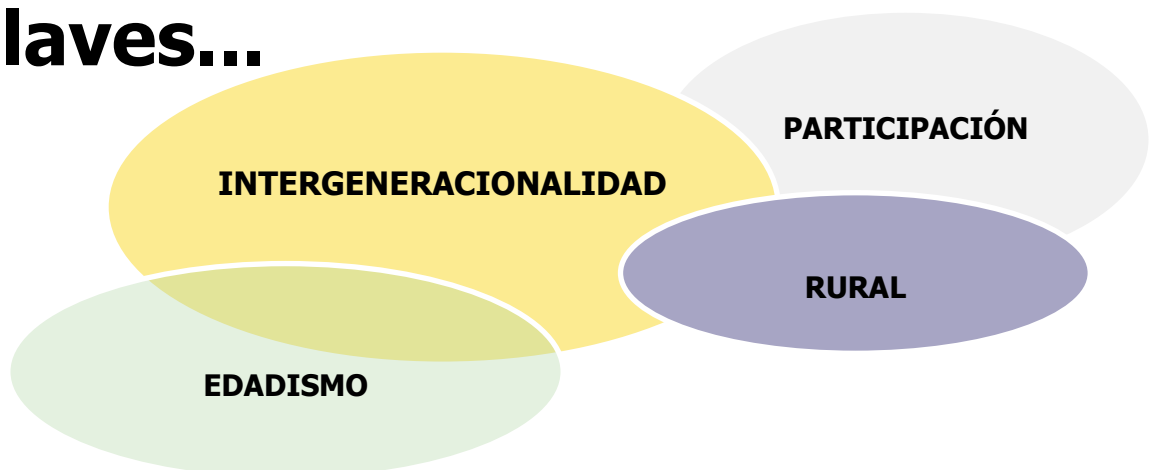 laves...
PARTICIPACIÓN
INTERGENERACIONALIDAD
RURAL
EDADISMO